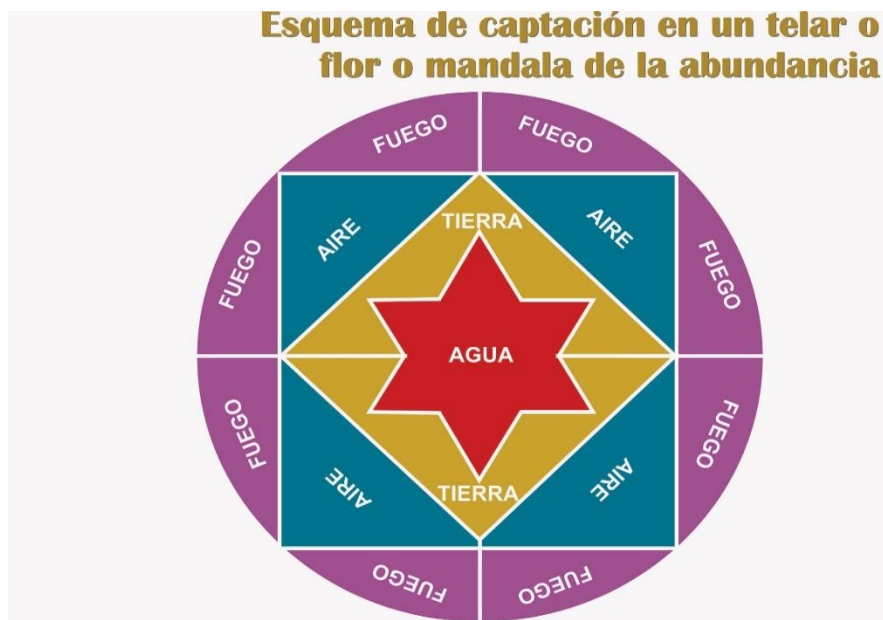 Esquema de captación en un telar o
flor o mandala de la abundancia
FUEGO
FUEGO
TIERRA
AIRE
AIRE
FUEGO
FUEGO
AGUA
FUEGO
FUEGO
AIRE
AIRE
TIERRA
FUEGO
FUEGO